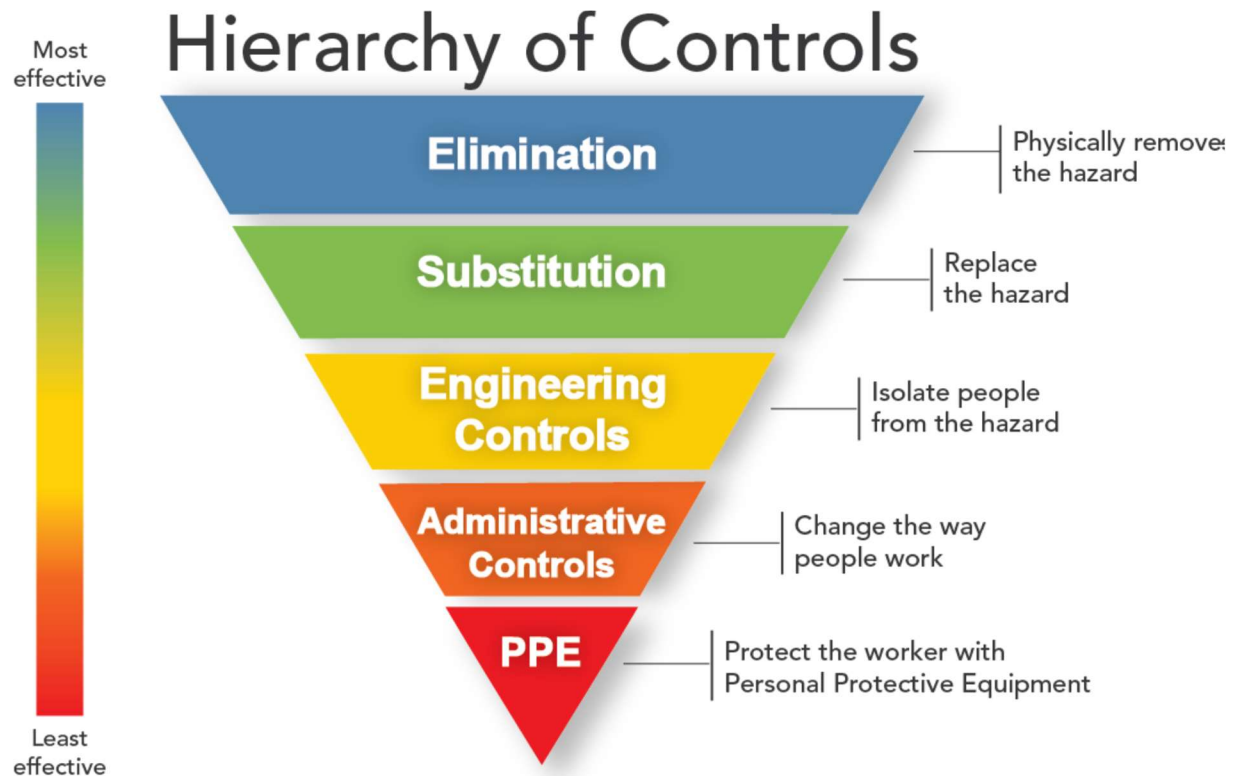 Hierarchy of Controls
Most
effective
Elimination
Physically removes
the hazard
Substitution
Replace
the hazard
Engineering
Controls
Isolate people
from the hazard
Administrative
Controls
Change the way
people work
PPE
Protect the worker with
Personal Protective Equipment
Least
effective